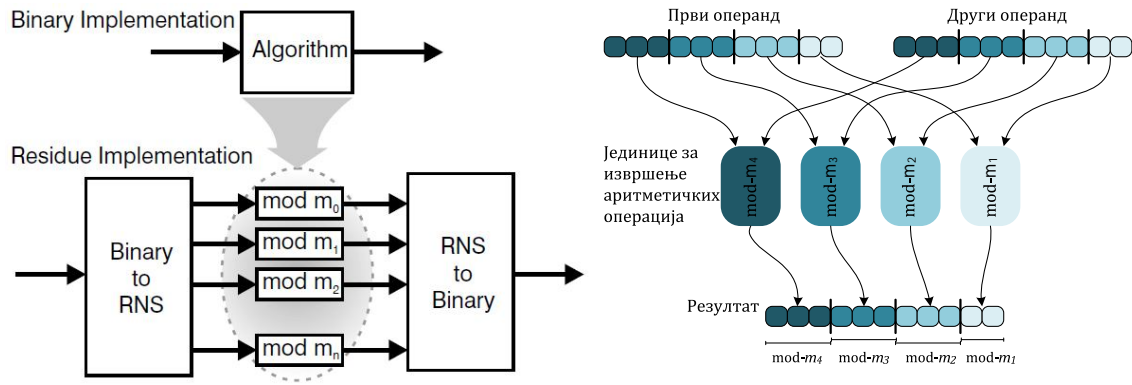 Binary Implementation
Algorithm
Residue Implementation
Binary
to
RNS
mod m₀
mod m₁
mod m₂
mod mₙ
RNS
to
Binary
Први операнд
Други операнд
Јединице за
извршење
аритметичких
операција
mod-m₄
mod-m₃
mod-m₂
mod-m₁
Резултат
mod-m₄
mod-m₃
mod-m₂
mod-m₁